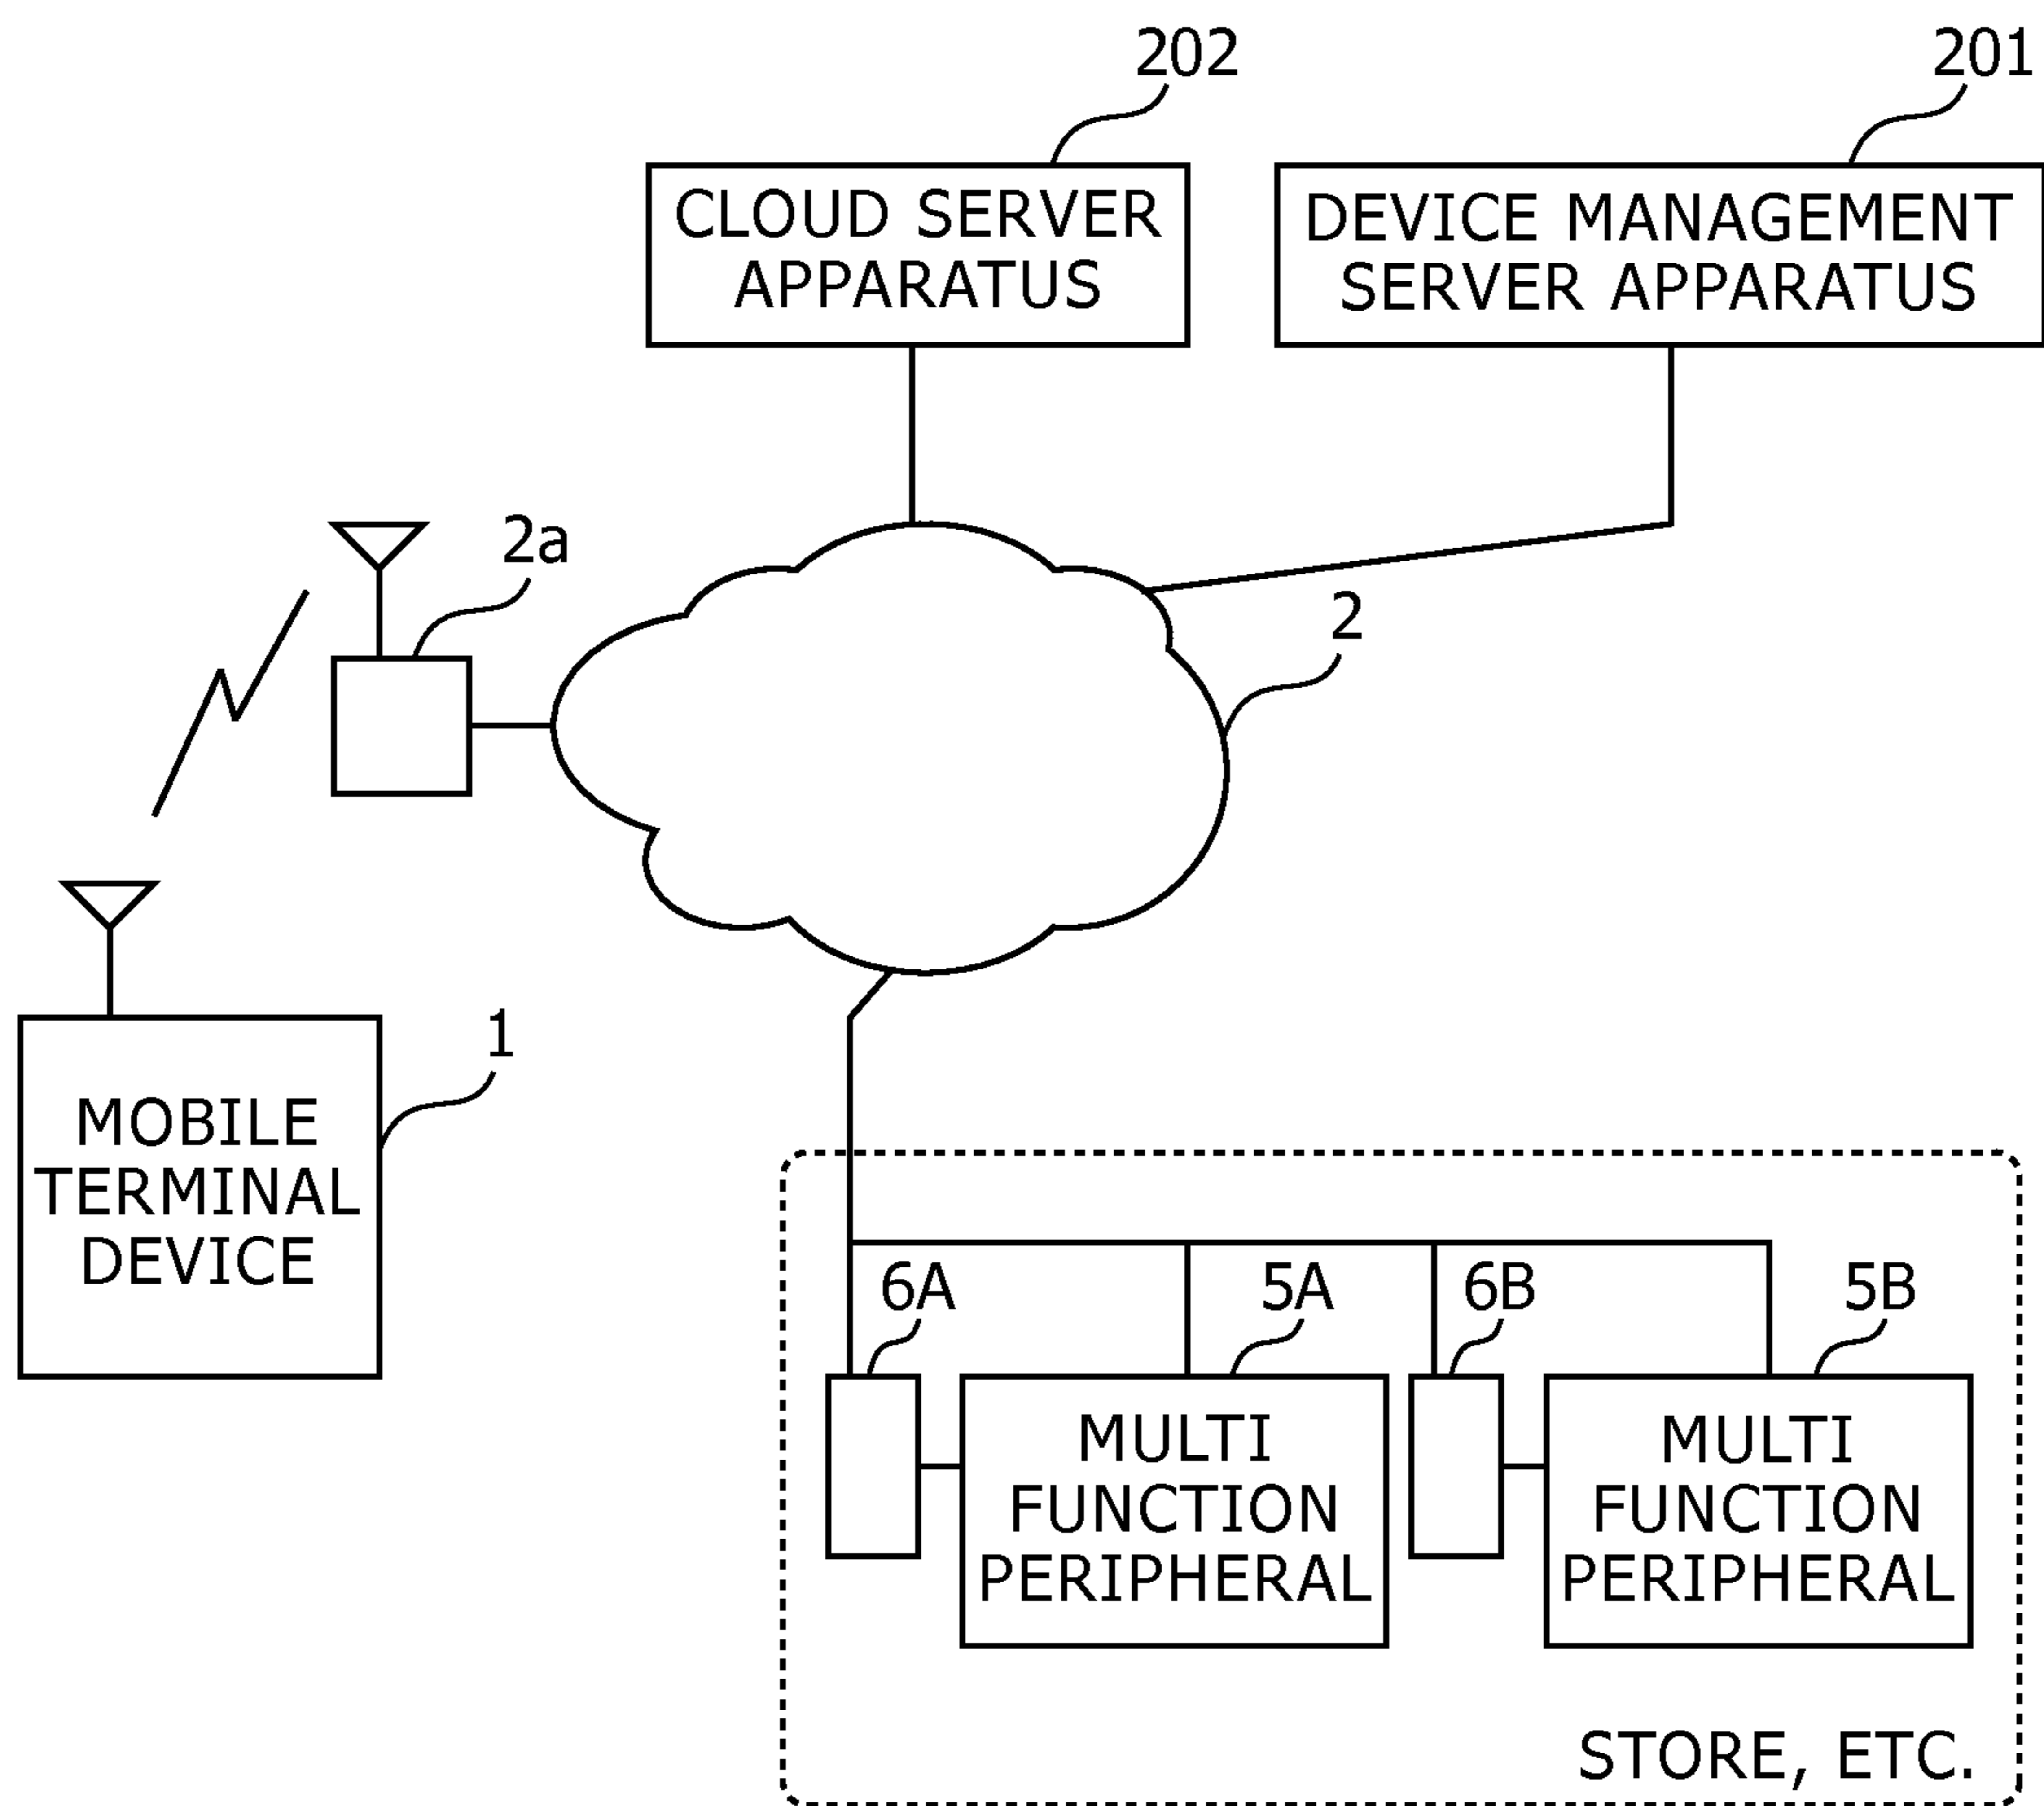 202
201
CLOUD SERVER
APPARATUS
DEVICE MANAGEMENT
SERVER APPARATUS
2a
2
1
MOBILE
TERMINAL
DEVICE
6A
5A
6B
5B
MULTI
FUNCTION
PERIPHERAL
MULTI
FUNCTION
PERIPHERAL
STORE, ETC.